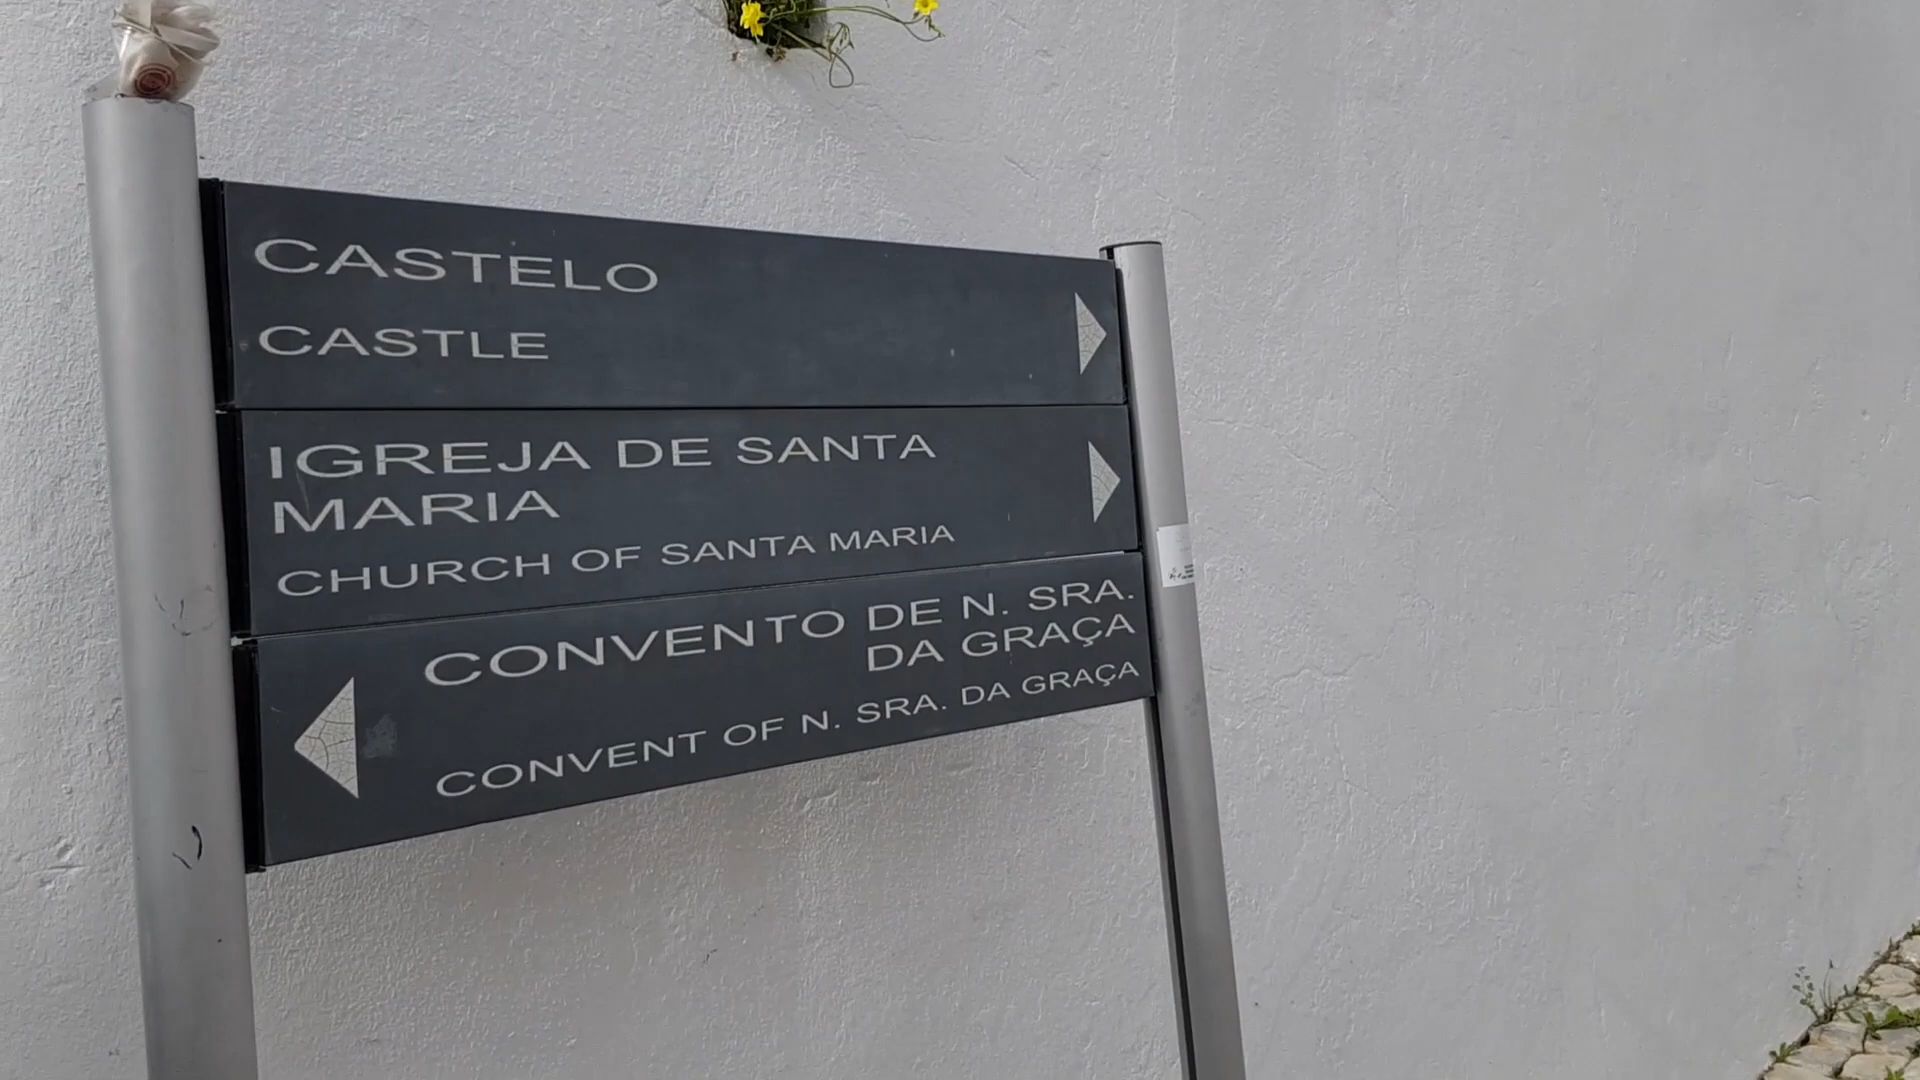 CASTELO
CASTLE
IGREJA DE SANTA
MARIA
CHURCH OF SANTA MARIA
CONVENTO DE N. SRA.
DA GRAÇA
CONVENT OF N. SRA. DA GRAÇA